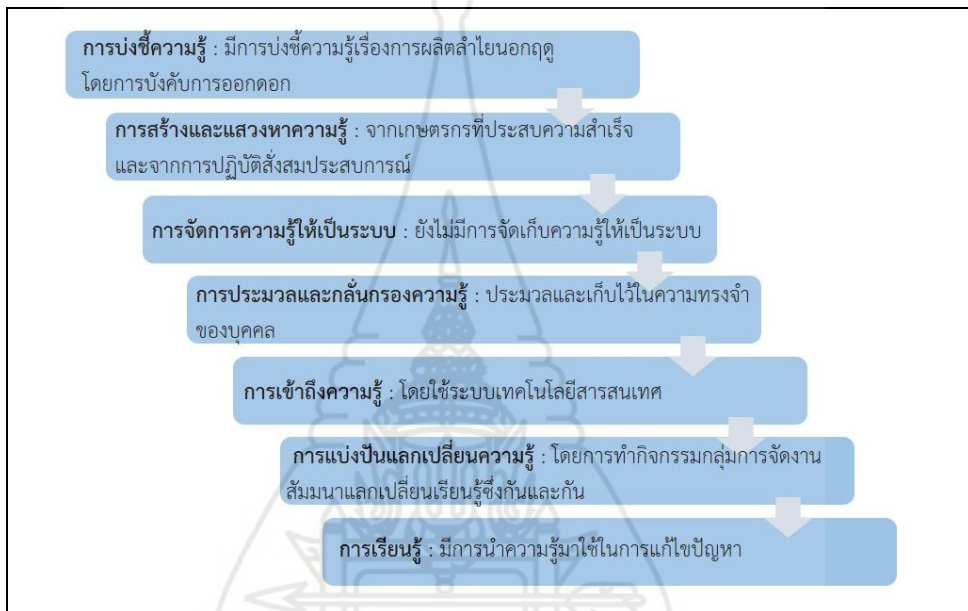 การบ่งชี้ความรู้ : มีการบ่งชี้ความรู้เรื่องการผลิตลำไยนอกฤดู
โดยการบังคับการออกดอก
การสร้างและแสวงหาความรู้ : จากเกษตรกรที่ประสบความสำเร็จ
และจากการปฏิบัติสั่งสมประสบการณ์
การจัดการความรู้ให้เป็นระบบ : ยังไม่มีการจัดเก็บความรู้ให้เป็นระบบ
การประมวลและกลั่นกรองความรู้ : ประมวลและเก็บไว้ในความทรงจำ
ของบุคคล
การเข้าถึงความรู้ : โดยใช้ระบบเทคโนโลยีสารสนเทศ
การแบ่งปันแลกเปลี่ยนความรู้ : โดยการทำกิจกรรมกลุ่มการจัดงาน
สัมมนาแลกเปลี่ยนเรียนรู้ซึ่งกันและกัน
การเรียนรู้ : มีการนำความรู้มาใช้ในการแก้ไขปัญหา